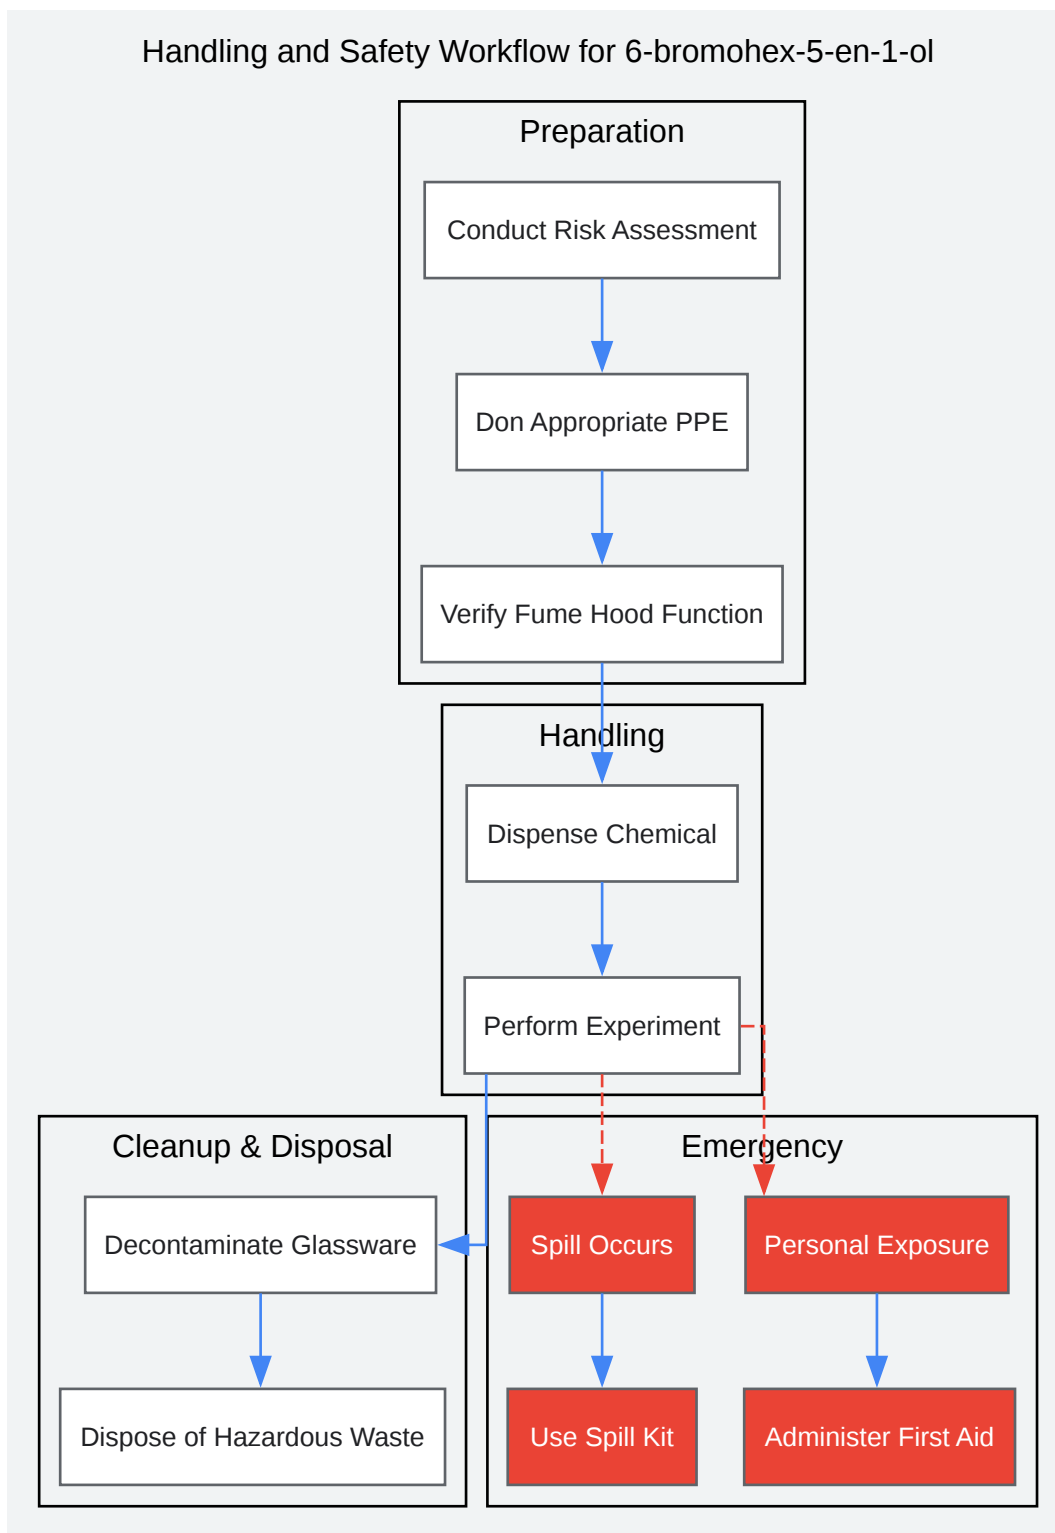 Handling and Safety Workflow for 6-bromohex-5-en-1-ol
Preparation
Conduct Risk Assessment
Don Appropriate PPE
Verify Fume Hood Function
Handling
Dispense Chemical
Perform Experiment
Cleanup & Disposal
Decontaminate Glassware
Dispose of Hazardous Waste
Emergency
Spill Occurs
Personal Exposure
Use Spill Kit
Administer First Aid